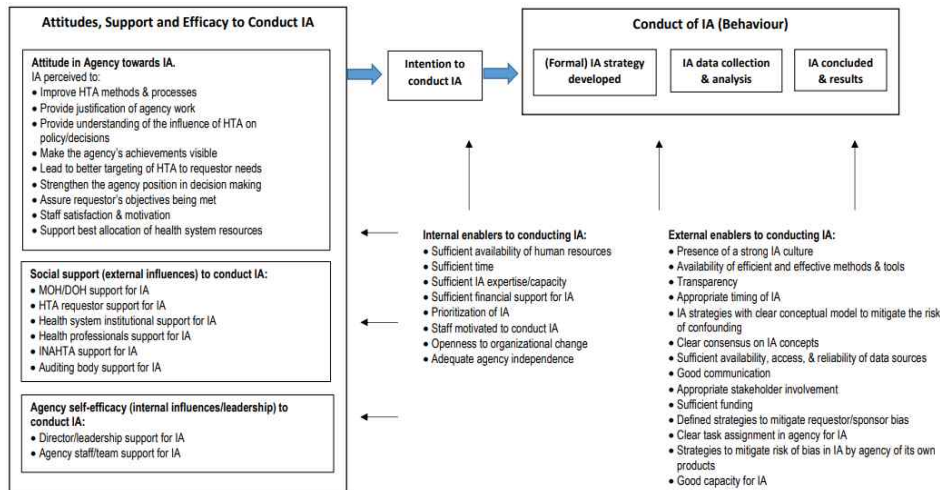 Attitudes, Support and Efficacy to Conduct IA
Attitude in Agency towards IA.
IA perceived to:
• Improve HTA methods & processes
• Provide justification of agency work
• Provide understanding of the influence of HTA on
policy/decisions
• Make the agency's achievements visible
• Lead to better targeting of HTA to requestor needs
• Strengthen the agency position in decision making
• Assure requestor's objectives being met
• Staff satisfaction & motivation
• Support best allocation of health system resources
Social support (external influences) to conduct IA:
• MOH/DOH support for IA
• HTA requestor support for IA
• Health system institutional support for IA
• Health professionals support for IA
• INAHTA support for IA
• Auditing body support for IA
Agency self-efficacy (internal influences/leadership) to
conduct IA:
• Director/leadership support for IA
• Agency staff/team support for IA
Intention to
conduct IA
Conduct of IA (Behaviour)
(Formal) IA strategy
developed
IA data collection
& analysis
IA concluded
& results
Internal enablers to conducting IA:
• Sufficient availability of human resources
• Sufficient time
• Sufficient IA expertise/capacity
• Sufficient financial support for IA
• Prioritization of IA
• Staff motivated to conduct IA
• Openness to organizational change
• Adequate agency independence
External enablers to conducting IA:
• Presence of a strong IA culture
• Availability of efficient and effective methods & tools
• Transparency
• Appropriate timing of IA
• IA strategies with clear conceptual model to mitigate the risk
of confounding
• Clear consensus on IA concepts
• Sufficient availability, access, & reliability of data sources
• Good communication
• Appropriate stakeholder involvement
• Sufficient funding
• Defined strategies to mitigate requestor/sponsor bias
• Clear task assignment in agency for IA
• Strategies to mitigate risk of bias in IA by agency of its own
products
• Good capacity for IA